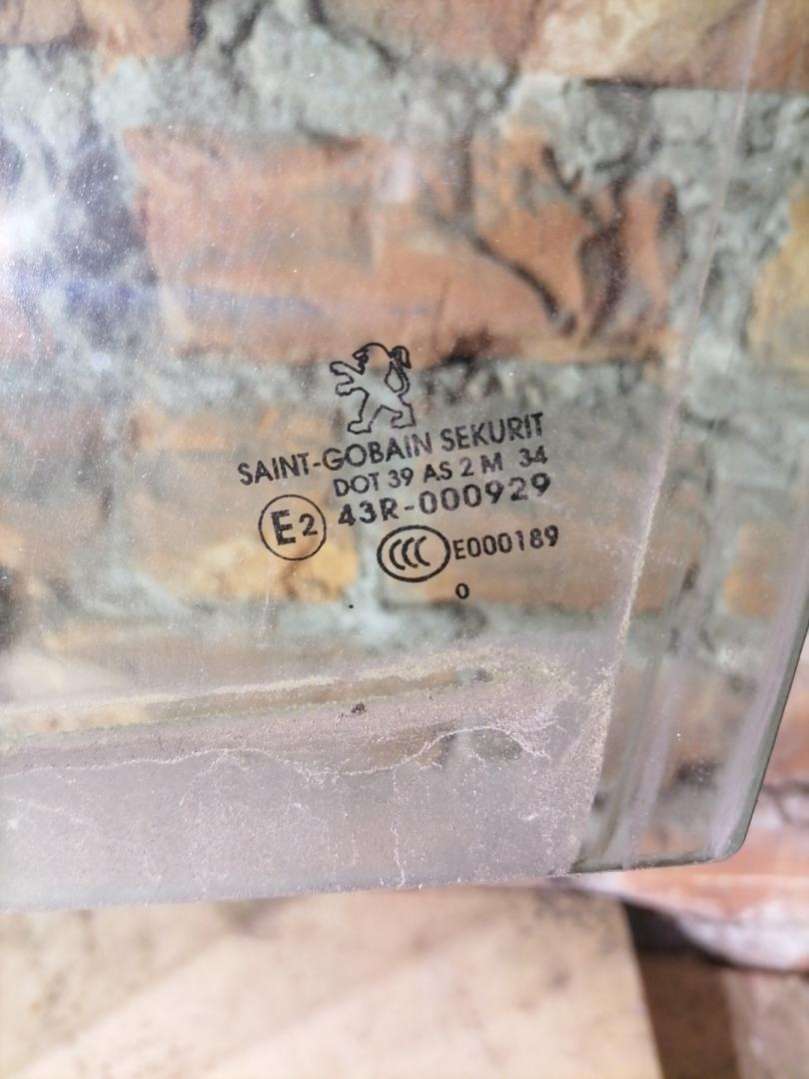 SAINT-GOBAIN SEKURIT
DOT 39 AS 2 M 34
E2 43R-000929
CCC E000189
0